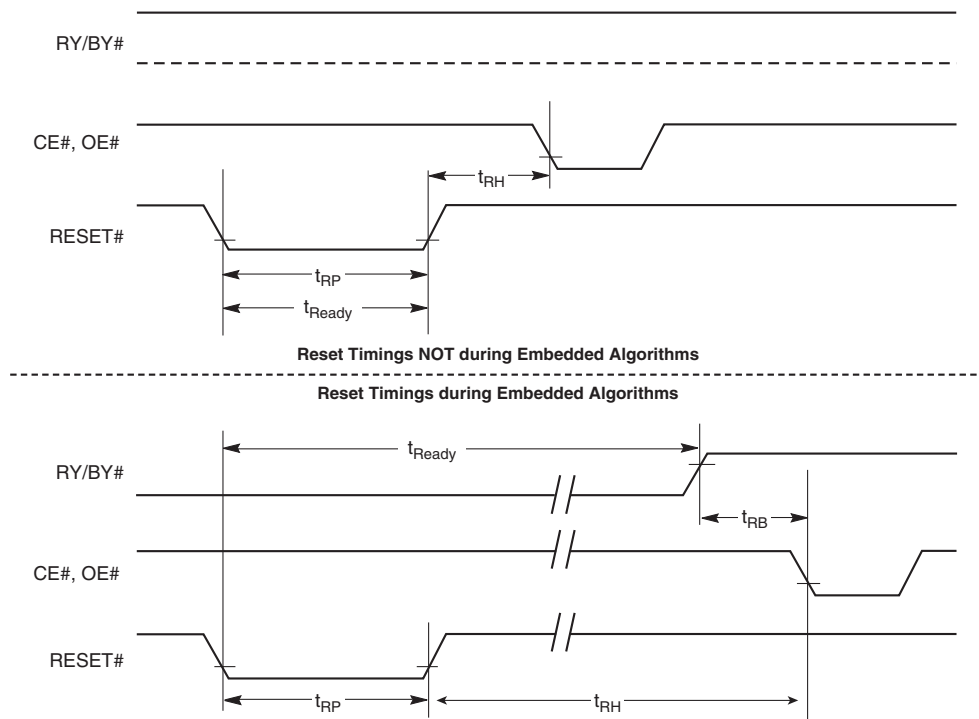 RY/BY#
CE#, OE#
tRH
RESET#
tRP
tReady
Reset Timings NOT during Embedded Algorithms
Reset Timings during Embedded Algorithms
tReady
RY/BY#
tRB
CE#, OE#
RESET#
tRP
tRH